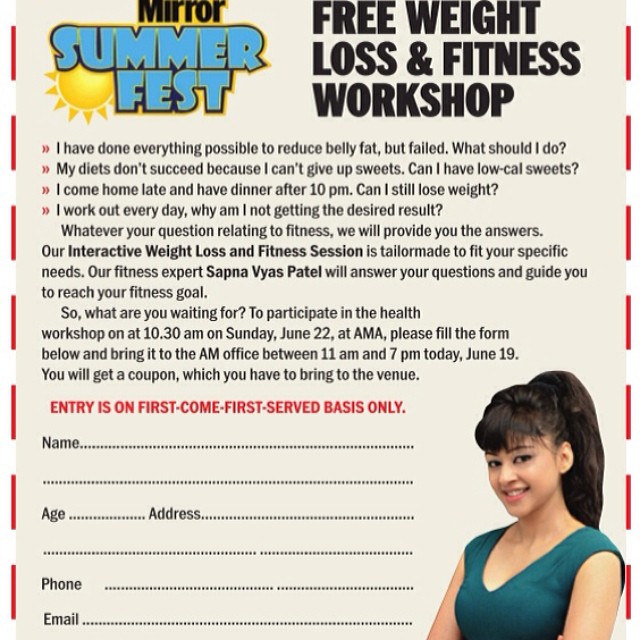 Mirror
SUMMER
FEST
FREE WEIGHT
LOSS & FITNESS
WORKSHOP
» I have done everything possible to reduce belly fat, but failed. What should I do?
» My diets don't succeed because I can't give up sweets. Can I have low-cal sweets?
» I come home late and have dinner after 10 pm. Can I still lose weight?
» I work out every day, why am I not getting the desired result?
Whatever your question relating to fitness, we will provide you the answers.
Our Interactive Weight Loss and Fitness Session is tailormade to fit your specific
needs. Our fitness expert Sapna Vyas Patel will answer your questions and guide you
to reach your fitness goal.
So, what are you waiting for? To participate in the health
workshop on at 10.30 am on Sunday, June 22, at AMA, please fill the form
below and bring it to the AM office between 11 am and 7 pm today, June 19.
You will get a coupon, which you have to bring to the venue.
ENTRY IS ON FIRST-COME-FIRST-SERVED BASIS ONLY.
Name
Age Address
Phone
Email